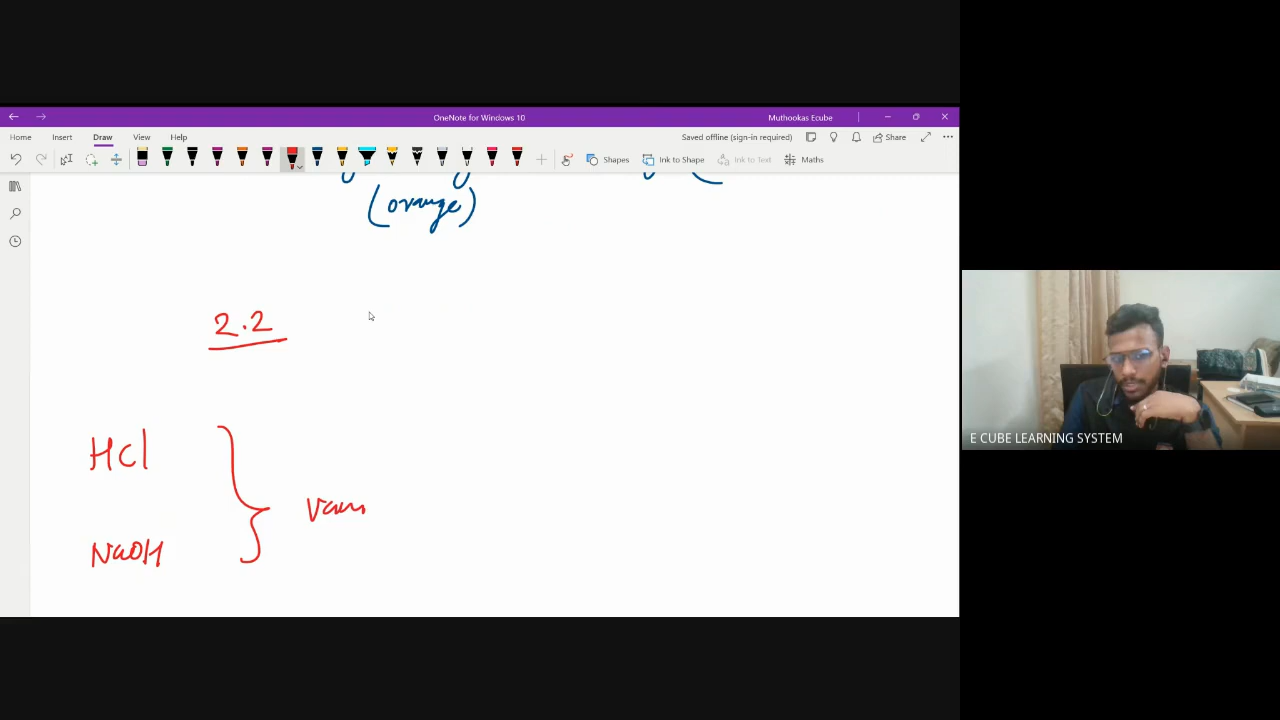 OneNote for Windows 10
Muthookas Ecube
Home Insert Draw View Help
Saved offline (sign-in required)
Share
Shapes
Ink to Shape
Ink to Text
Maths
(orange)
2.2
HCl
NaOH
E CUBE LEARNING SYSTEM